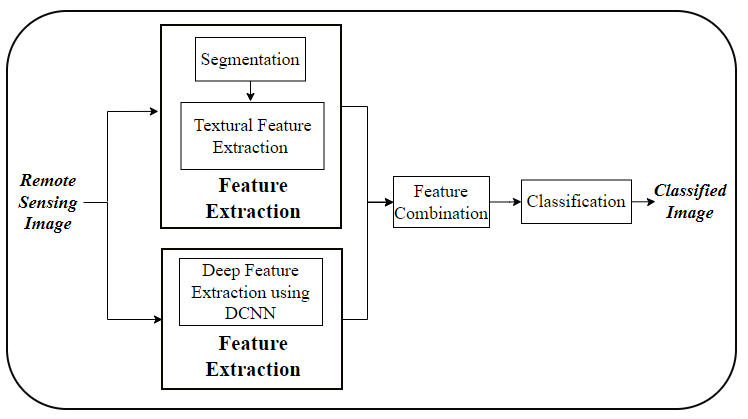 Remote
Sensing
Image
Segmentation
Textural Feature
Extraction
Feature
Extraction
Deep Feature
Extraction using
DCNN
Feature
Extraction
Feature
Combination
Classification
Classified
Image